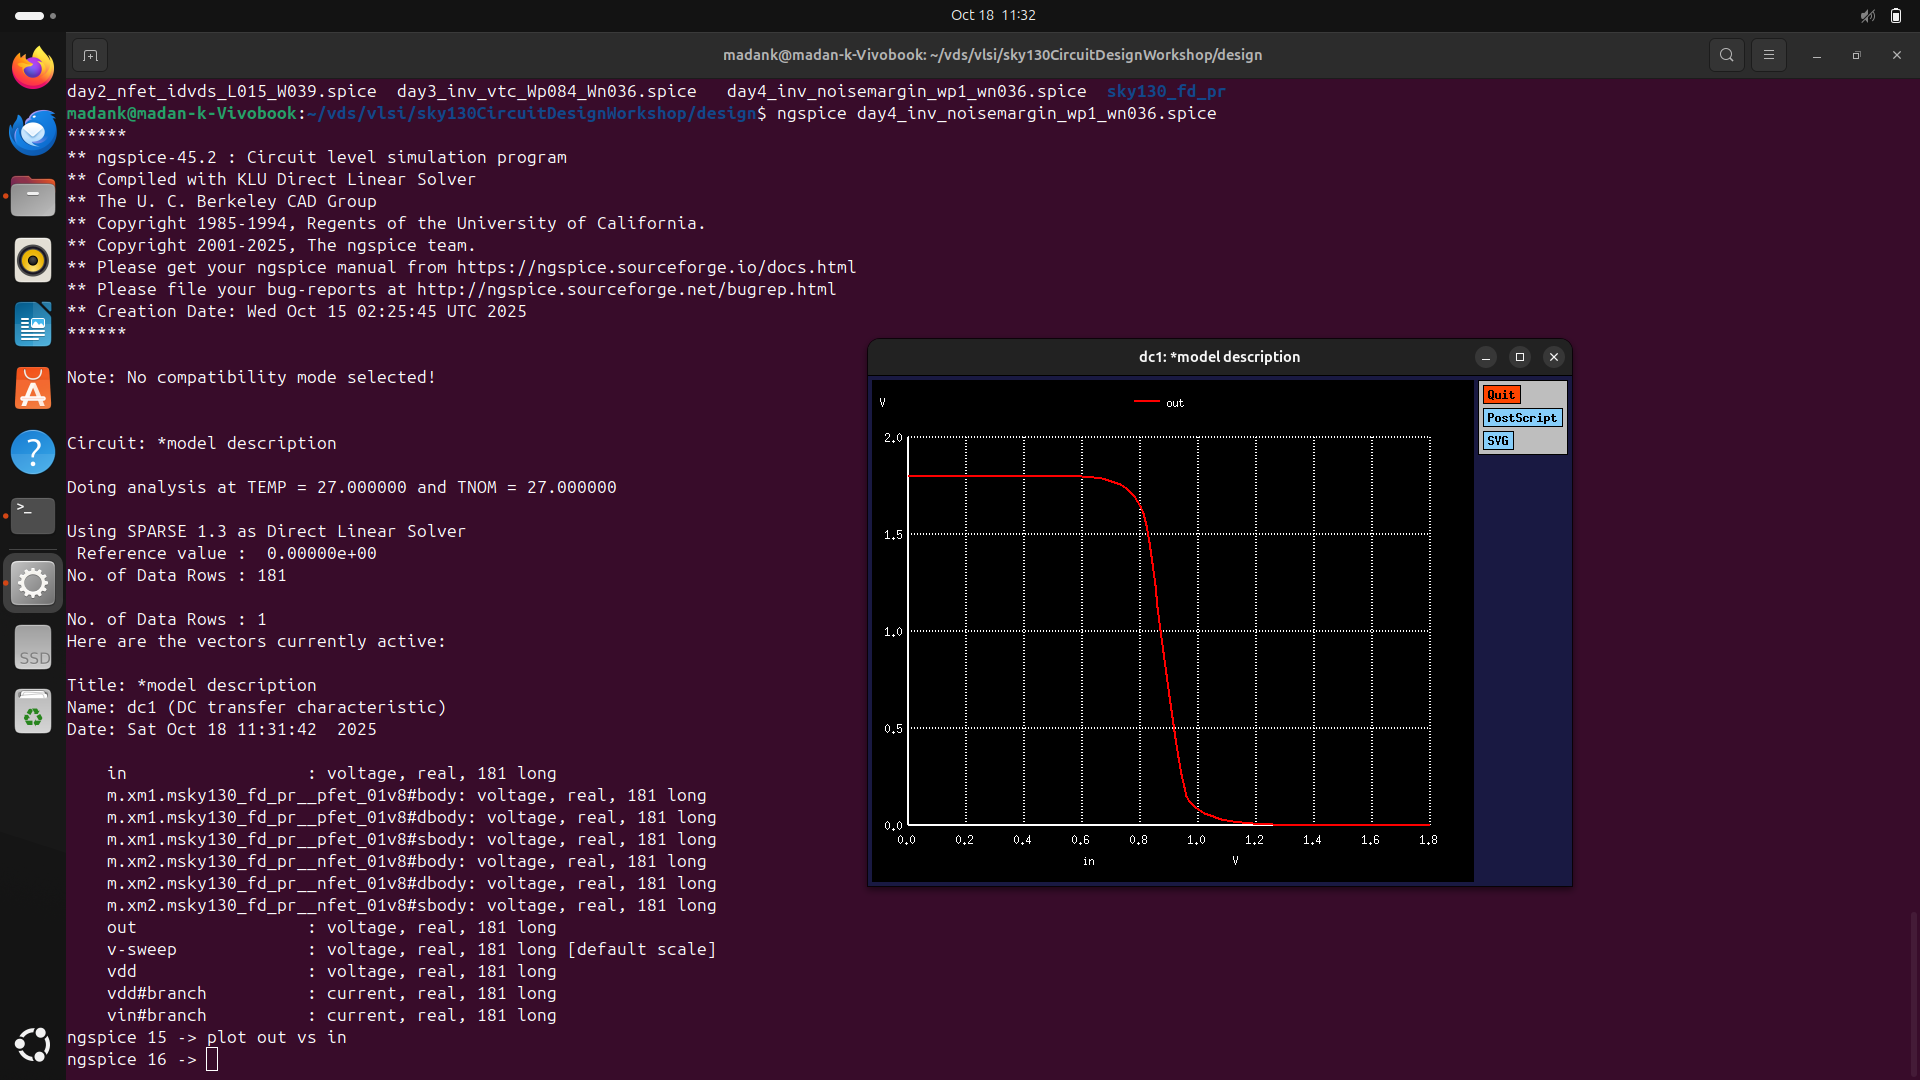 Oct 18 11:32
madank@madan-k-Vivobook: ~/vds/vlsi/sky130CircuitDesignWorkshop/design
day2_nfet_idvds_L015_W039.spice day3_inv_vtc_Wp084_Wn036.spice day4_inv_noisemargin_wp1_wn036.spice sky130_fd_pr
madank@madan-k-Vivobook:~/vds/vlsi/sky130CircuitDesignWorkshop/design$ ngspice day4_inv_noisemargin_wp1_wn036.spice
******
** ngspice-45.2 : Circuit level simulation program
** Compiled with KLU Direct Linear Solver
** The U. C. Berkeley CAD Group
** Copyright 1985-1994, Regents of the University of California.
** Copyright 2001-2025, The ngspice team.
** Please get your ngspice manual from https://ngspice.sourceforge.io/docs.html
** Please file your bug-reports at http://ngspice.sourceforge.net/bugrep.html
** Creation Date: Wed Oct 15 02:25:45 UTC 2025
******
Note: No compatibility mode selected!
Circuit: *model description
Doing analysis at TEMP = 27.000000 and TNOM = 27.000000
Using SPARSE 1.3 as Direct Linear Solver
Reference value : 0.00000e+00
No. of Data Rows : 181
No. of Data Rows : 1
Here are the vectors currently active:
Title: *model description
Name: dc1 (DC transfer characteristic)
Date: Sat Oct 18 11:31:42 2025
in : voltage, real, 181 long
m.xm1.msky130_fd_pr__pfet_01v8#body: voltage, real, 181 long
m.xm1.msky130_fd_pr__pfet_01v8#dbody: voltage, real, 181 long
m.xm1.msky130_fd_pr__pfet_01v8#sbody: voltage, real, 181 long
m.xm2.msky130_fd_pr__nfet_01v8#body: voltage, real, 181 long
m.xm2.msky130_fd_pr__nfet_01v8#dbody: voltage, real, 181 long
m.xm2.msky130_fd_pr__nfet_01v8#sbody: voltage, real, 181 long
out : voltage, real, 181 long
v-sweep : voltage, real, 181 long [default scale]
vdd : voltage, real, 181 long
vdd#branch : current, real, 181 long
vin#branch : current, real, 181 long
ngspice 15 -> plot out vs in
ngspice 16 ->
dc1: *model description
Quit
PostScript
SVG
V
out
2.0
1.5
1.0
0.5
0.0
0.0 0.2 0.4 0.6 0.8 1.0 1.2 1.4 1.6 1.8
in V
SSD